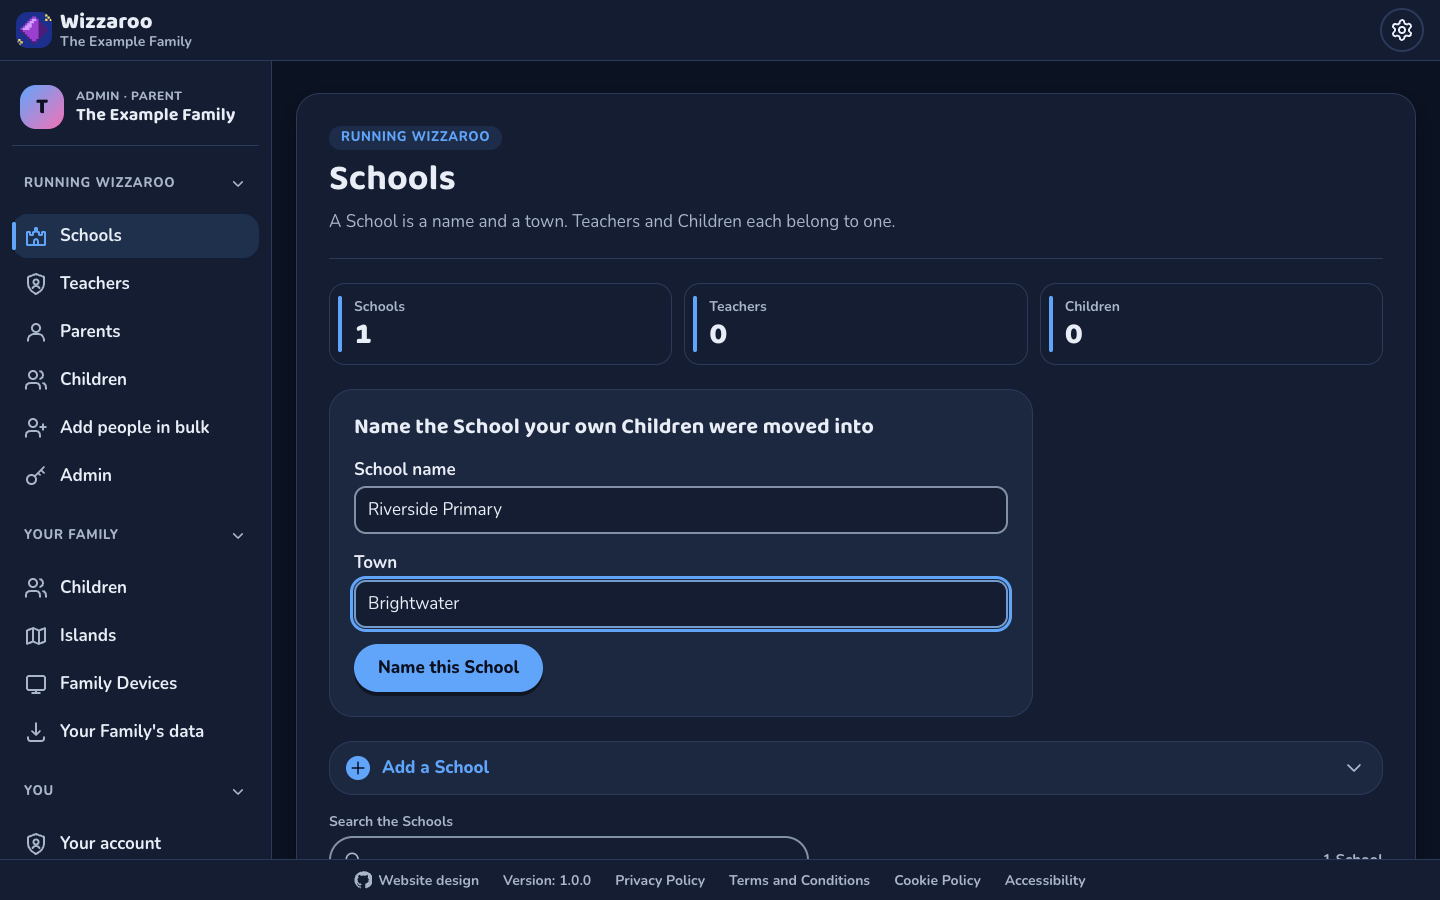 Wizzaroo
The Example Family
T
ADMIN · PARENT
The Example Family
RUNNING WIZZAROO
Schools
Teachers
Parents
Children
Add people in bulk
Admin
YOUR FAMILY
Children
Islands
Family Devices
Your Family's data
YOU
Your account
RUNNING WIZZAROO
Schools
A School is a name and a town. Teachers and Children each belong to one.
Schools
1
Teachers
0
Children
0
Name the School your own Children were moved into
School name
Riverside Primary
Town
Brightwater
Name this School
Add a School
Search the Schools
1 School
Website design
Version: 1.0.0
Privacy Policy
Terms and Conditions
Cookie Policy
Accessibility